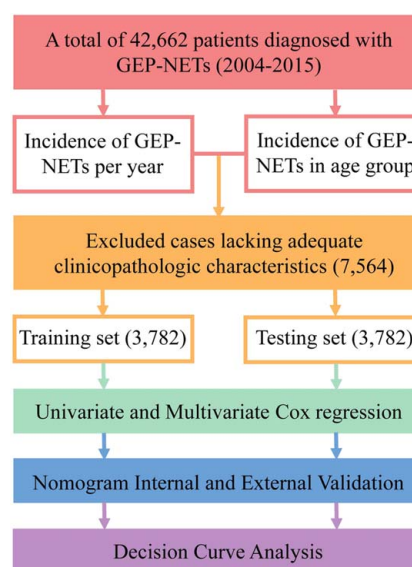 A total of 42,662 patients diagnosed with
GEP-NETs (2004-2015)
Incidence of GEP-
NETs per year
Incidence of GEP-
NETs in age group
Excluded cases lacking adequate
clinicopathologic characteristics (7,564)
Training set (3,782)
Testing set (3,782)
Univariate and Multivariate Cox regression
Nomogram Internal and External Validation
Decision Curve Analysis